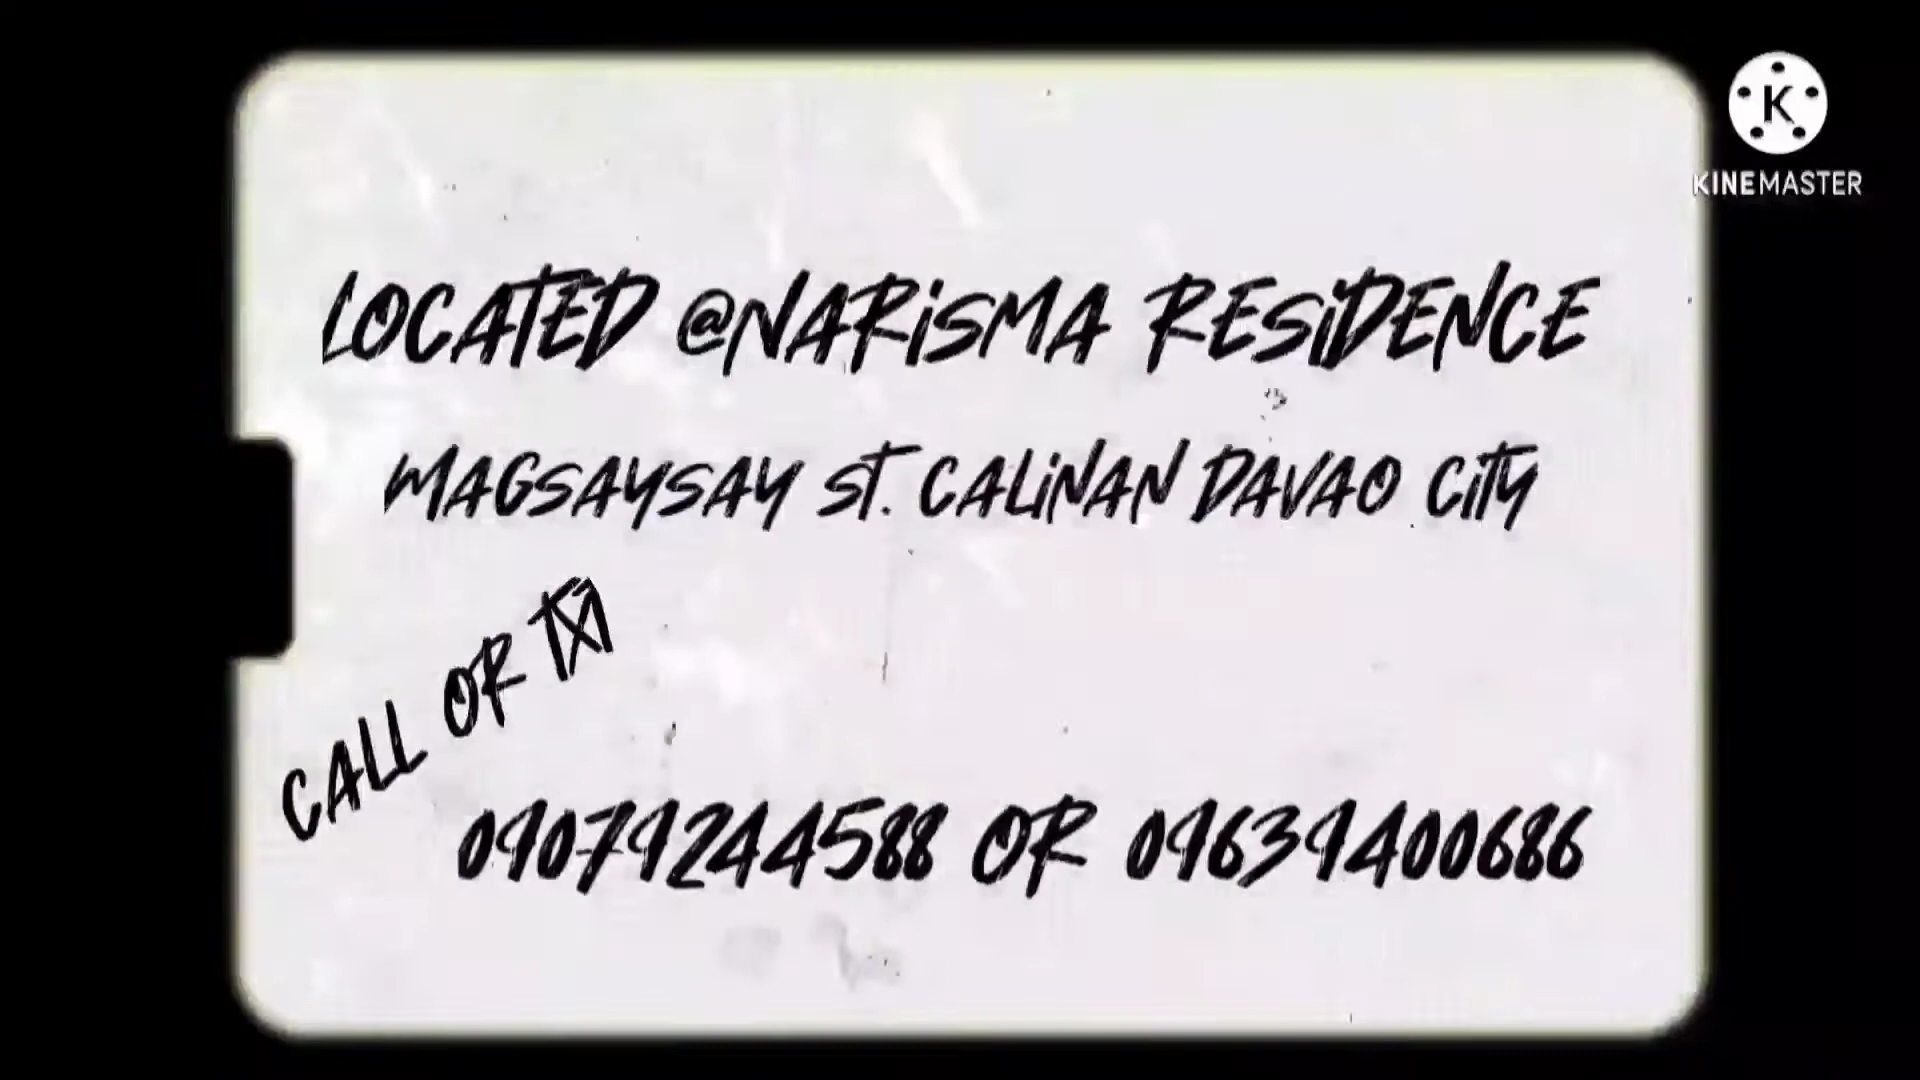 K
KINEMASTER
LOCATED @NARiSMA RESiDENCE
MAGSAYSAY ST. CALiNAN DAVAO CiTY
CALL OR TXT
09079244588 OR 09639400686